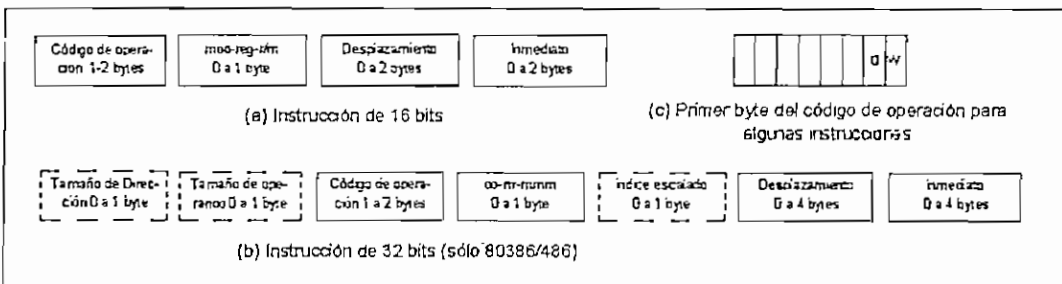 Código de opera-
ción 1-2 bytes
mod-reg-r/m
0 a 1 byte
Desplazamiento
0 a 2 bytes
Inmediato
0 a 2 bytes
D W
(a) Instrucción de 16 bits
(c) Primer byte del código de operación para
algunas instrucciones
Tamaño de Direc-
ción 0 a 1 byte
Tamaño de ope-
rando 0 a 1 byte
Código de opera-
ción 1 a 2 bytes
0 a 1 byte
índice escalado
0 a 1 byte
Desplazamiento
0 a 4 bytes
Inmediato
0 a 4 bytes
(b) Instrucción de 32 bits (sólo 80386/486)